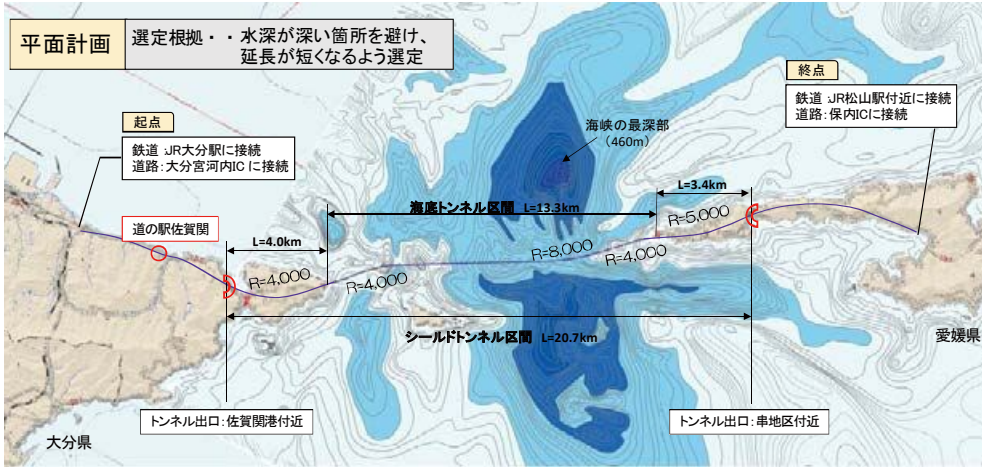 平面計画
選定根拠・・水深が深い箇所を避け、
延長が短くなるよう選定
終点
鉄道:JR松山駅付近に接続
道路:保内ICに接続
起点
鉄道:JR大分駅に接続
道路:大分宮河内ICに接続
海峡の最深部
(460m)
道の駅佐賀関
L=4.0km
海底トンネル区間 L=13.3km
L=3.4km
R=4,000
R=4,000
R=8,000
R=4,000
R=5,000
シールドトンネル区間 L=20.7km
愛媛県
トンネル出口:佐賀関港付近
トンネル出口:串地区付近
大分県